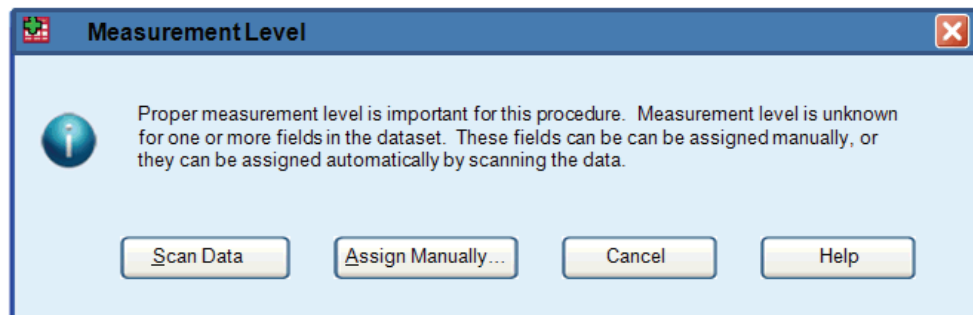 Measurement Level
Proper measurement level is important for this procedure. Measurement level is unknown
for one or more fields in the dataset. These fields can be can be assigned manually, or
they can be assigned automatically by scanning the data.
Scan Data Assign Manually... Cancel Help